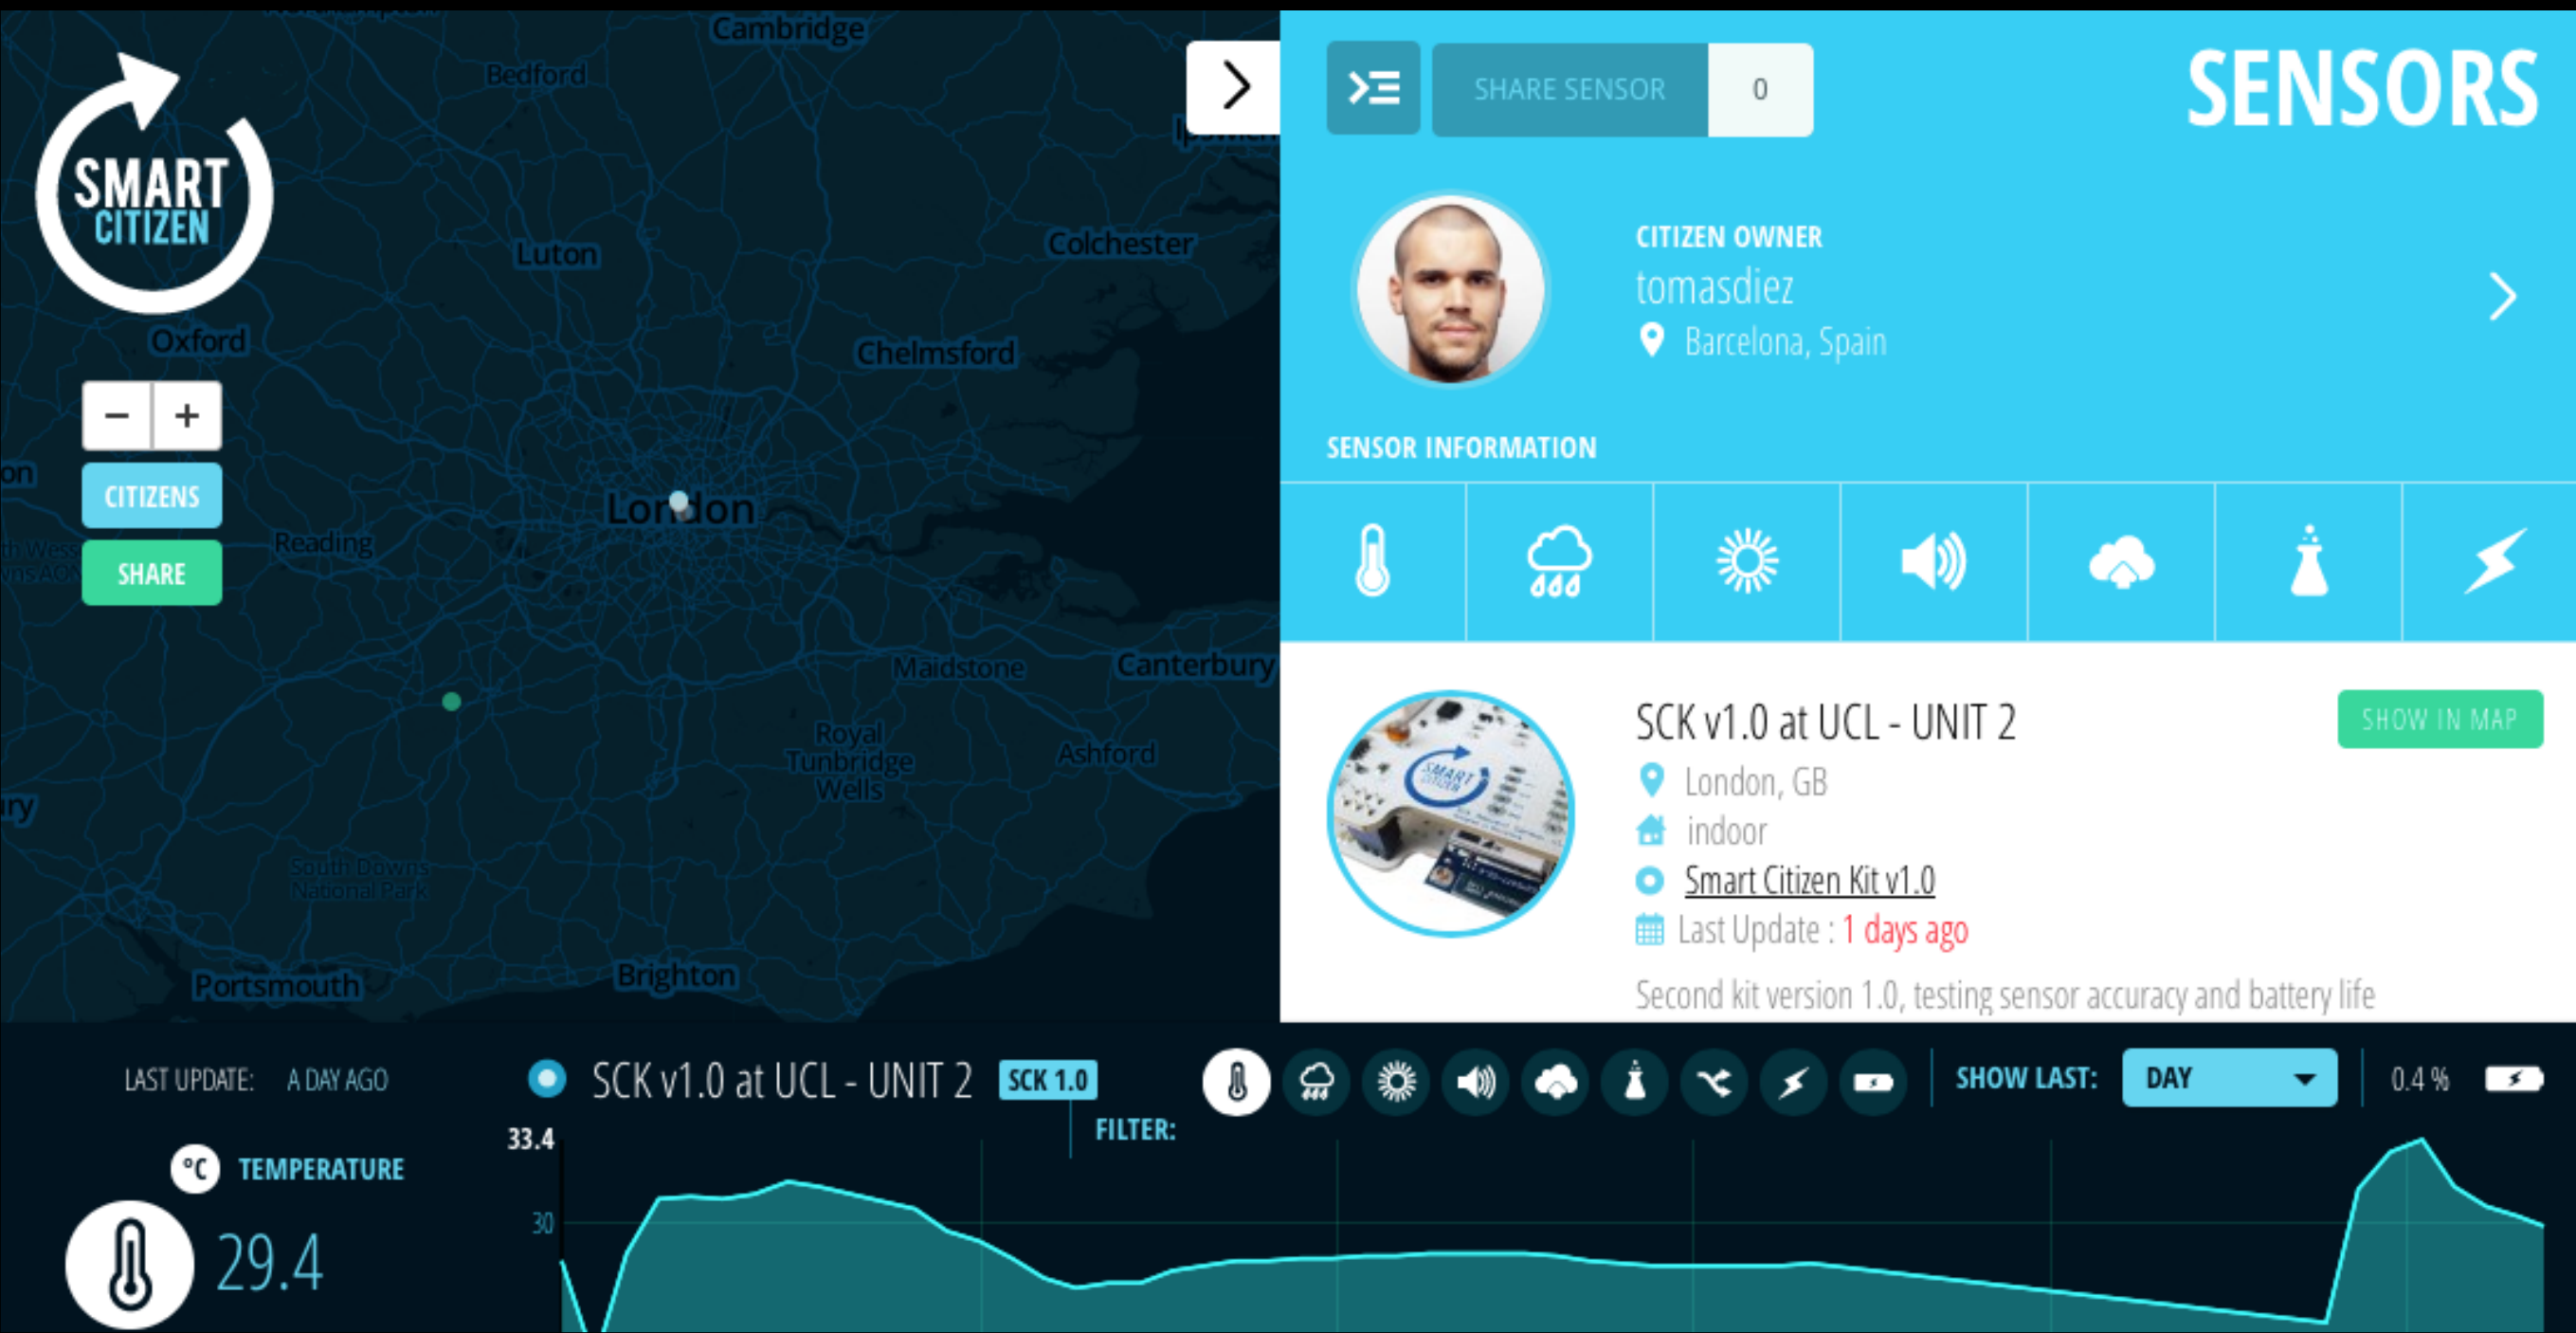 Cambridge
Bedford
SMART
CITIZEN
Luton
Colchester
Oxford
Chelmsford
− +
CITIZENS
London
Reading
SHARE
Maidstone
Canterbury
Royal
Tunbridge
Wells
Ashford
South Downs
National Park
Portsmouth
Brighton
SHARE SENSOR 0
SENSORS
CITIZEN OWNER
tomasdiez
Barcelona, Spain
SENSOR INFORMATION
SMART
CITIZEN
SCK v1.0 at UCL - UNIT 2
SHOW IN MAP
London, GB
indoor
Smart Citizen Kit v1.0
Last Update : 1 days ago
Second kit version 1.0, testing sensor accuracy and battery life
LAST UPDATE: A DAY AGO
SCK v1.0 at UCL - UNIT 2 SCK 1.0
FILTER:
SHOW LAST: DAY
0.4 %
°C TEMPERATURE
29.4
33.4
30